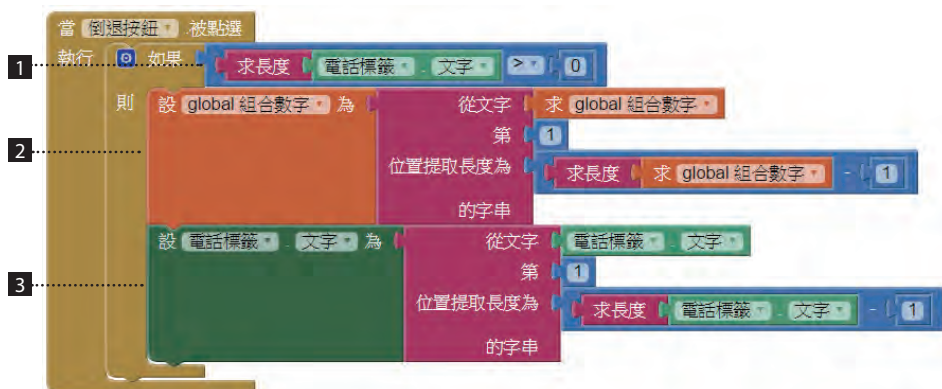 當 倒退按鈕 . 被點選
1 執行 如果 求長度 電話標籤 . 文字 > 0
則 設 global 組合數字 為 從文字 求 global 組合數字
第 1
2 位置提取長度為 求長度 求 global 組合數字 - 1
的字串
設 電話標籤 . 文字 為 從文字 電話標籤 . 文字
3 第 1
位置提取長度為 求長度 電話標籤 . 文字 - 1
的字串